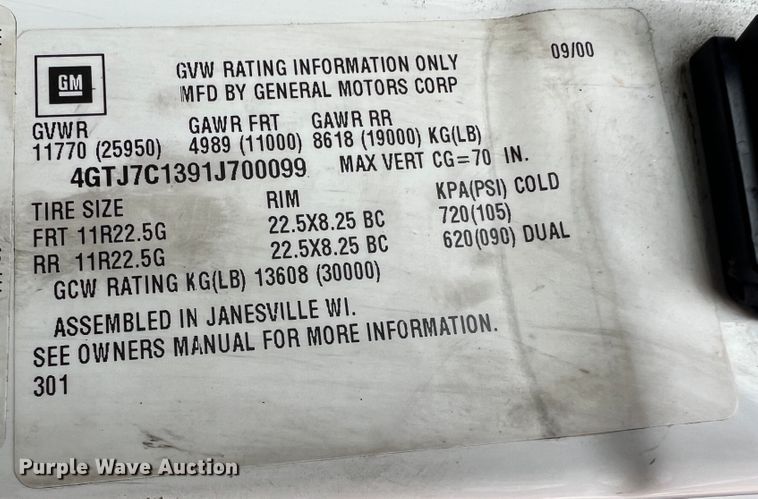 GM
GVW RATING INFORMATION ONLY
09/00
MFD BY GENERAL MOTORS CORP
GVWR GAWR FRT GAWR RR
11770 (25950) 4989 (11000) 8618 (19000) KG(LB)
4GTJ7C1391J700099 MAX VERT CG=70 IN.
TIRE SIZE RIM KPA(PSI) COLD
FRT 11R22.5G 22.5X8.25 BC 720(105)
RR 11R22.5G 22.5X8.25 BC 620(090) DUAL
GCW RATING KG(LB) 13608 (30000)
ASSEMBLED IN JANESVILLE WI.
SEE OWNERS MANUAL FOR MORE INFORMATION.
301
Purple Wave Auction